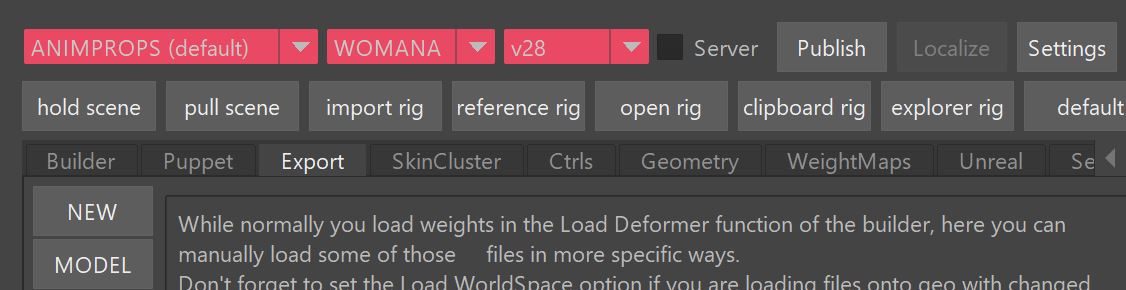 ANIMPROPS (default) WOMANA v28 Server Publish Localize Settings
hold scene pull scene import rig reference rig open rig clipboard rig explorer rig default
Builder Puppet Export SkinCluster Ctrls Geometry WeightMaps Unreal Se
NEW
MODEL
While normally you load weights in the Load Deformer function of the builder, here you can
manually load some of those files in more specific ways.
Don't forget to set the Load WorldSpace option if you are loading files onto geo with changed